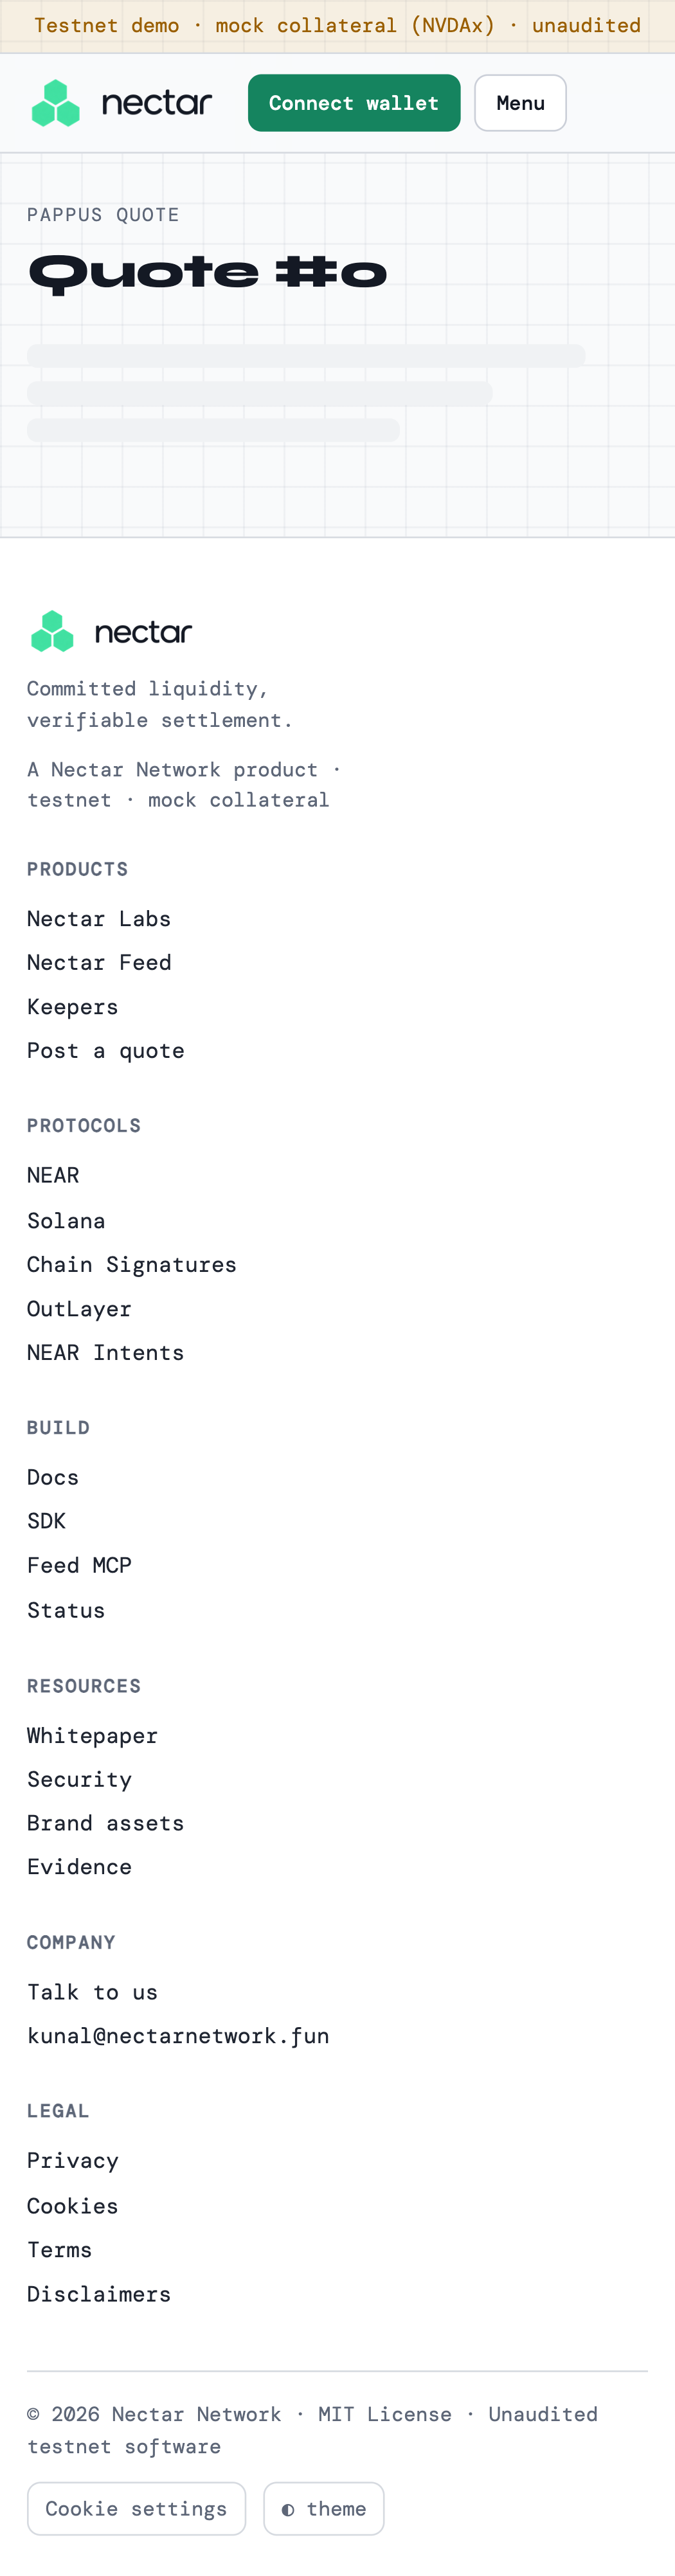 Testnet demo · mock collateral (NVDAx) · unaudited
nectar
Connect wallet
Menu
PAPPUS QUOTE
Quote #0
nectar
Committed liquidity,
verifiable settlement.
A Nectar Network product ·
testnet · mock collateral
PRODUCTS
Nectar Labs
Nectar Feed
Keepers
Post a quote
PROTOCOLS
NEAR
Solana
Chain Signatures
OutLayer
NEAR Intents
BUILD
Docs
SDK
Feed MCP
Status
RESOURCES
Whitepaper
Security
Brand assets
Evidence
COMPANY
Talk to us
kunal@nectarnetwork.fun
LEGAL
Privacy
Cookies
Terms
Disclaimers
© 2026 Nectar Network · MIT License · Unaudited
testnet software
Cookie settings
◐ theme